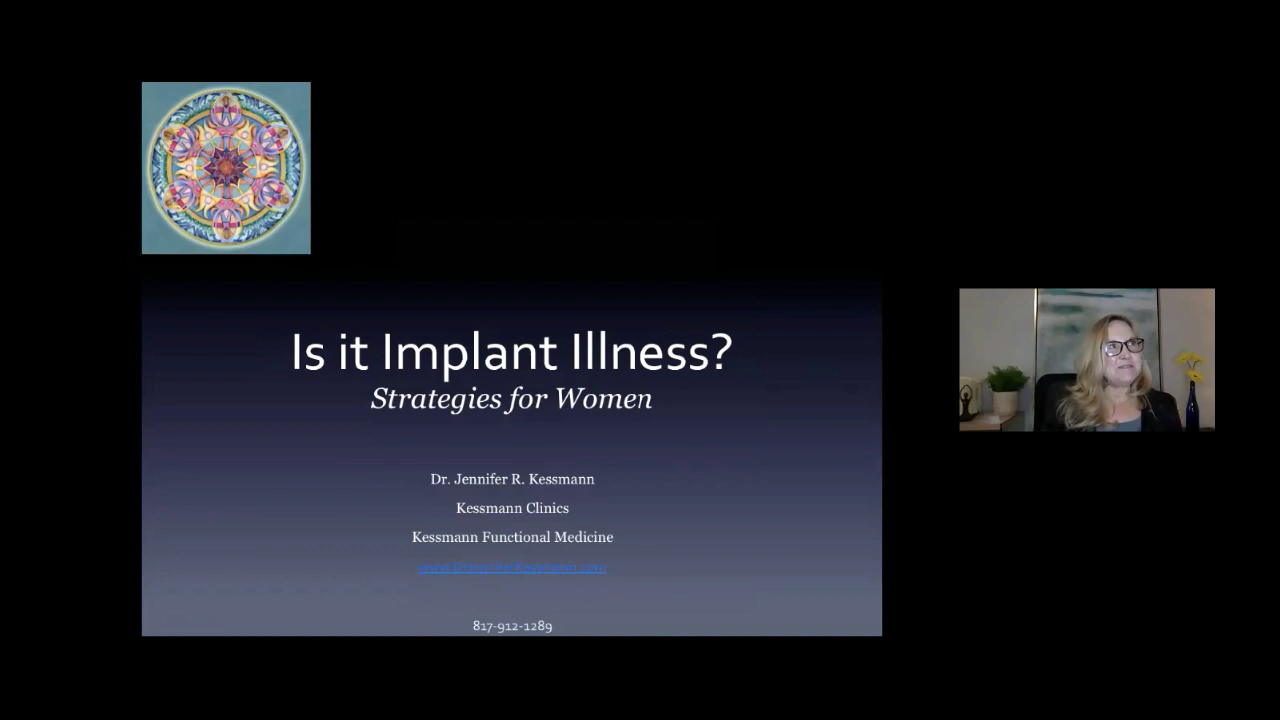 Is it Implant Illness?
Strategies for Women
Dr. Jennifer R. Kessmann
Kessmann Clinics
Kessmann Functional Medicine
817-912-1289